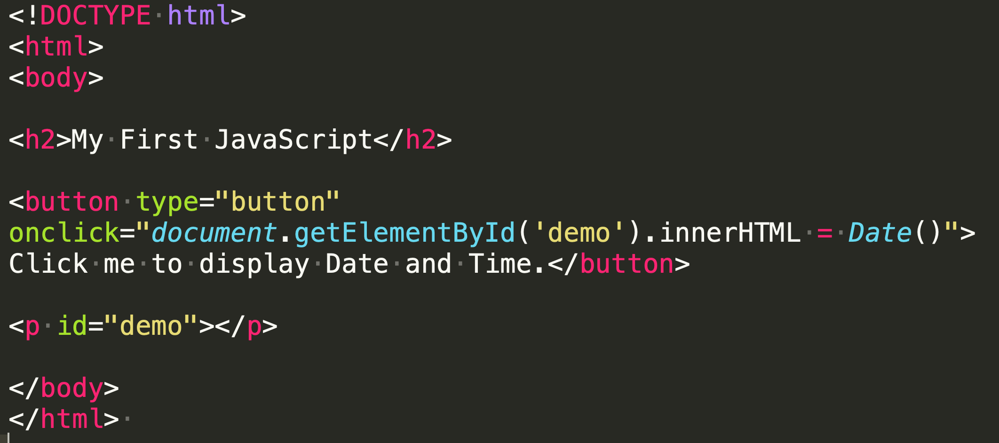 <!DOCTYPE html>
<html>
<body>
<h2>My First JavaScript</h2>
<button type="button"
onclick="document.getElementById('demo').innerHTML = Date()">
Click me to display Date and Time.</button>
<p id="demo"></p>
</body>
</html>